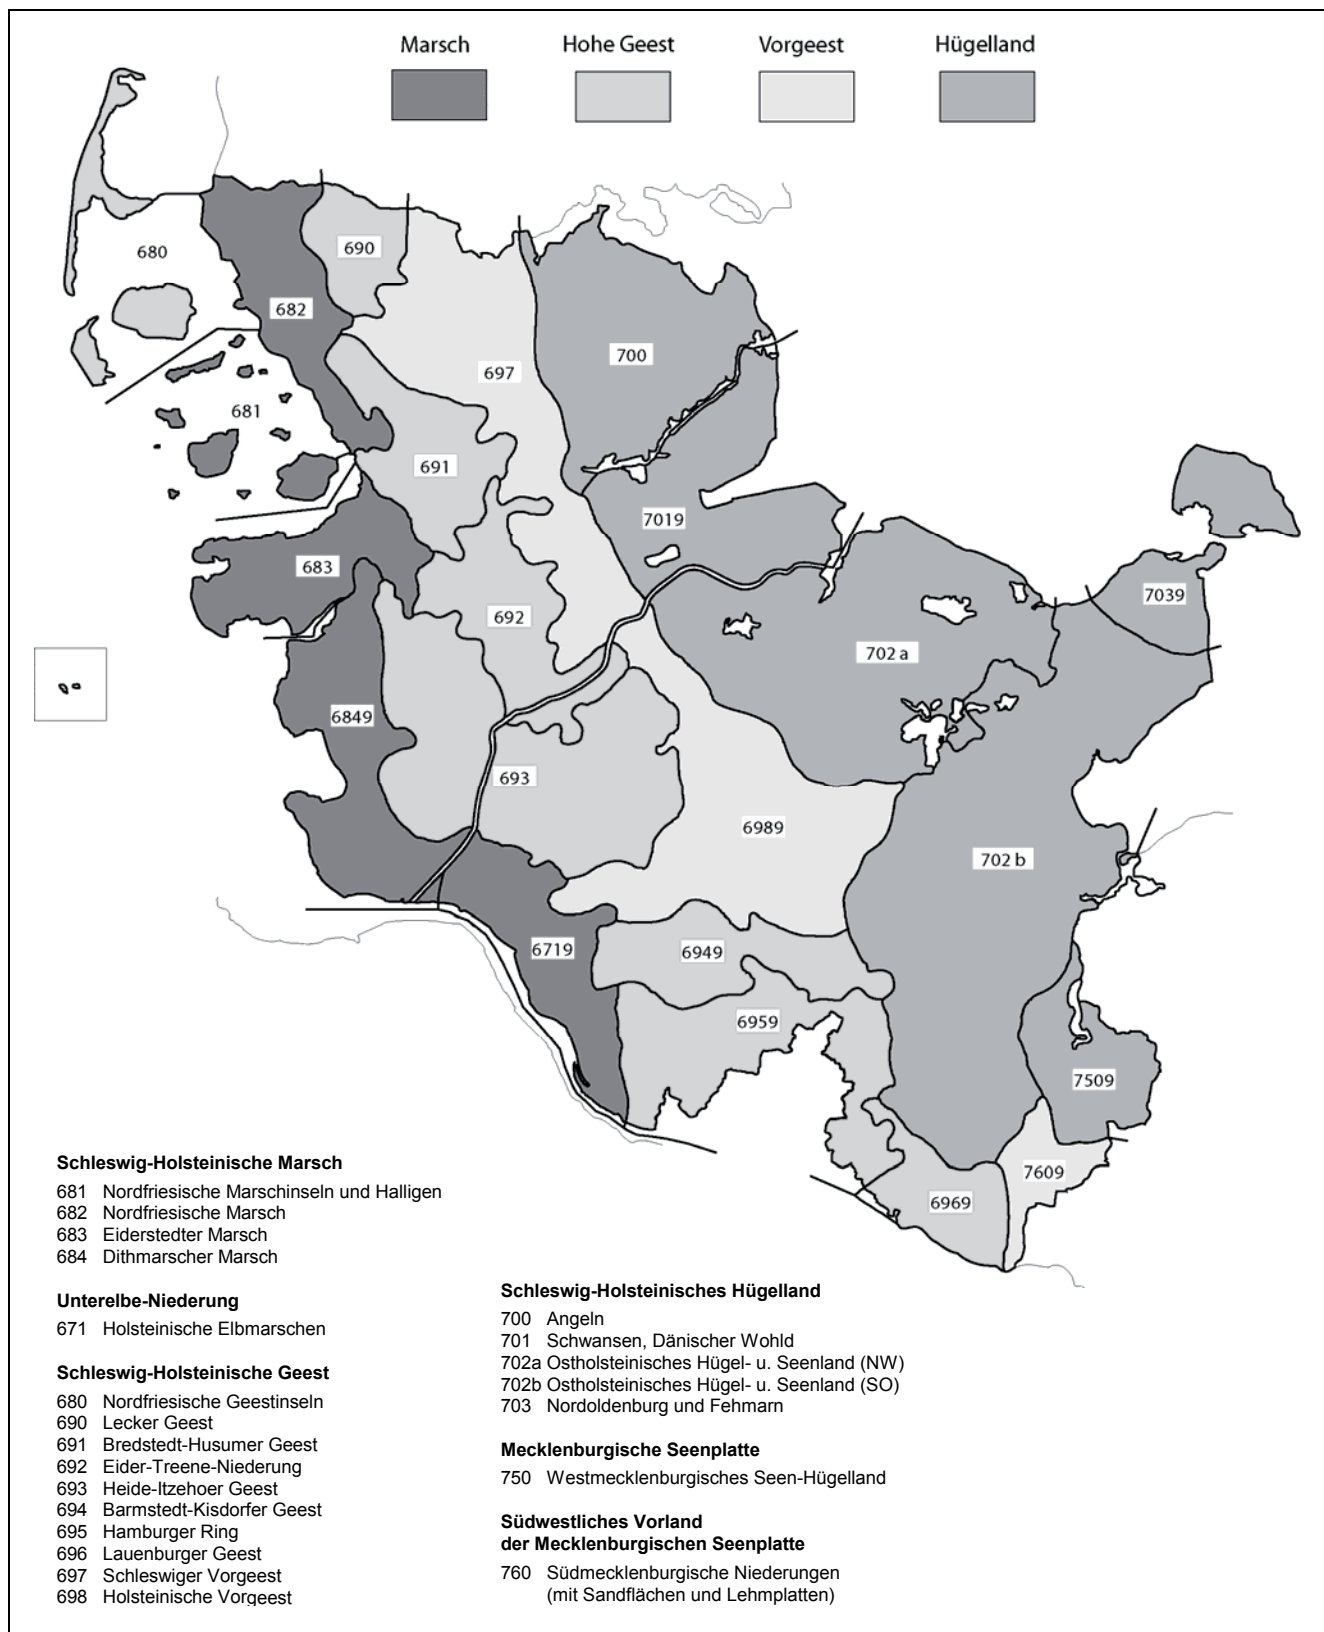 Marsch Hohe Geest Vorgeest Hügelland
680
690
682
700
697
681
691
7019
683
692
7039
702 a
6849
693
6989
702 b
6719
6949
6959
7509
7609
6969
Schleswig-Holsteinische Marsch
681 Nordfriesische Marschinseln und Halligen
682 Nordfriesische Marsch
683 Eiderstedter Marsch
684 Dithmarscher Marsch
Unterelbe-Niederung
671 Holsteinische Elbmarschen
Schleswig-Holsteinische Geest
680 Nordfriesische Geestinseln
690 Lecker Geest
691 Bredstedt-Husumer Geest
692 Eider-Treene-Niederung
693 Heide-Itzehoer Geest
694 Barmstedt-Kisdorfer Geest
695 Hamburger Ring
696 Lauenburger Geest
697 Schleswiger Vorgeest
698 Holsteinische Vorgeest
Schleswig-Holsteinisches Hügelland
700 Angeln
701 Schwansen, Dänischer Wohld
702a Ostholsteinisches Hügel- u. Seenland (NW)
702b Ostholsteinisches Hügel- u. Seenland (SO)
703 Nordoldenburg und Fehmarn
Mecklenburgische Seenplatte
750 Westmecklenburgisches Seen-Hügelland
Südwestliches Vorland
der Mecklenburgischen Seenplatte
760 Südmecklenburgische Niederungen
(mit Sandflächen und Lehmplatten)